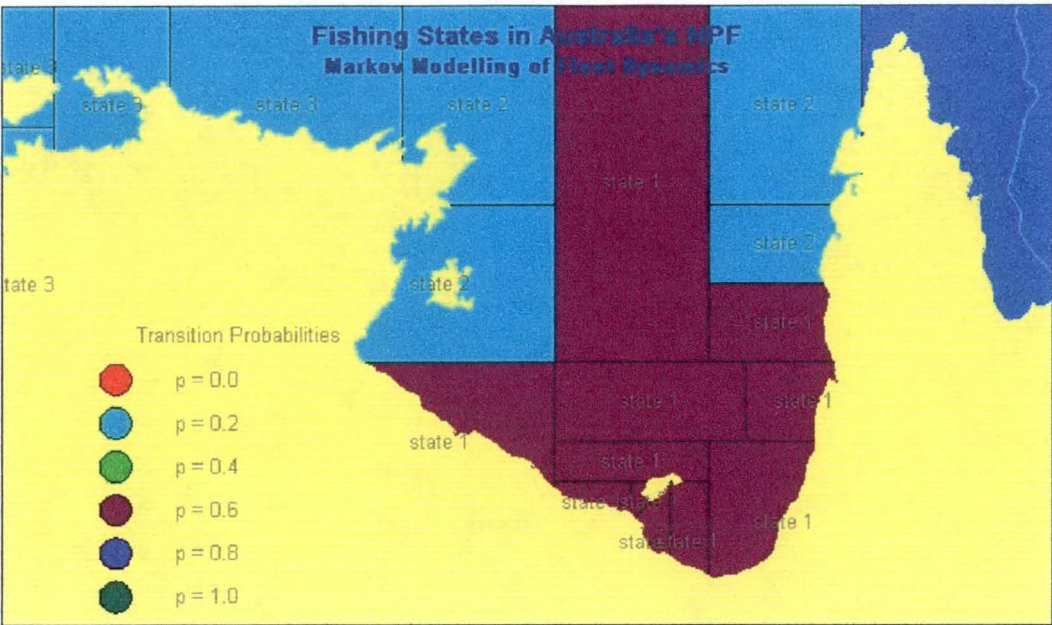 Fishing States in Australia's NPF
Markov Modelling of Fleet Dynamics
state 3
state 3
state 3
state 2
state 2
state 1
state 2
tate 3
state 2
state 1
Transition Probabilities
p = 0.0
p = 0.2
state 1
state 1
p = 0.4
state 1
state 1
p = 0.6
state
state 1
p = 0.8
state 1
p = 1.0